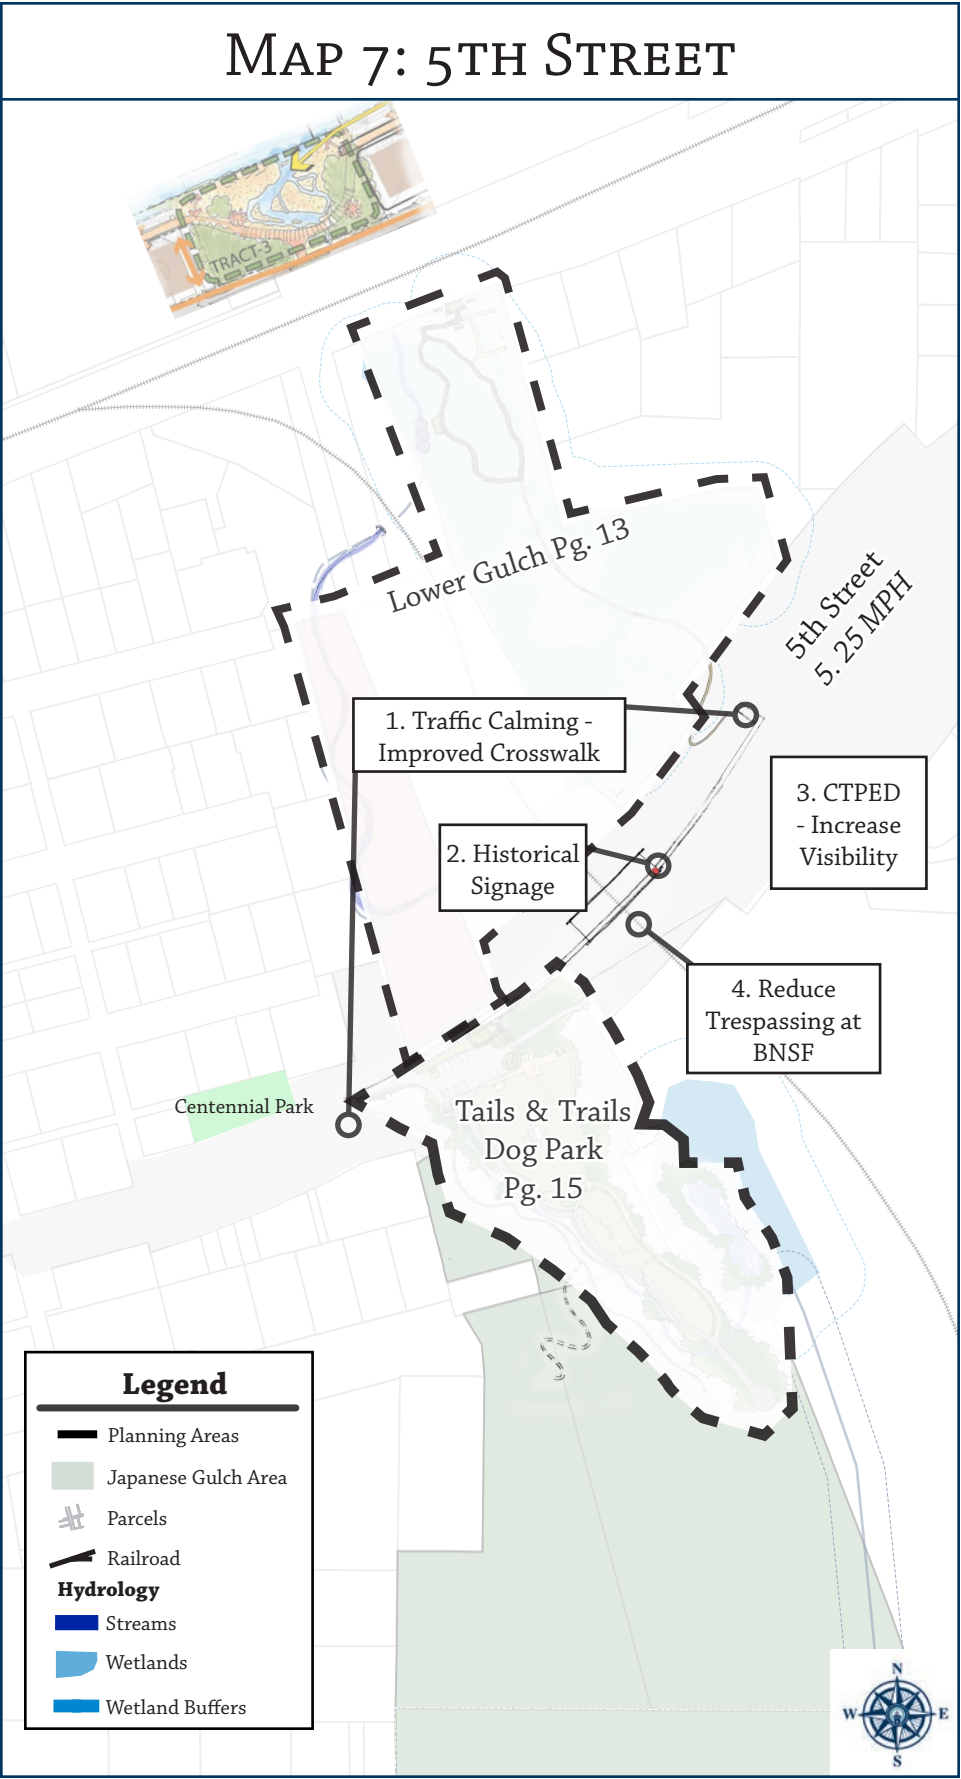 Map 7: 5th Street
TRACT-3
Lower Gulch Pg. 13
5th Street
5. 25 MPH
1. Traffic Calming -
Improved Crosswalk
3. CTPED
- Increase
Visibility
2. Historical
Signage
4. Reduce
Trespassing at
BNSF
Centennial Park
Tails & Trails
Dog Park
Pg. 15
Legend
Planning Areas
Japanese Gulch Area
Parcels
Railroad
Hydrology
Streams
Wetlands
Wetland Buffers
N
W
E
S